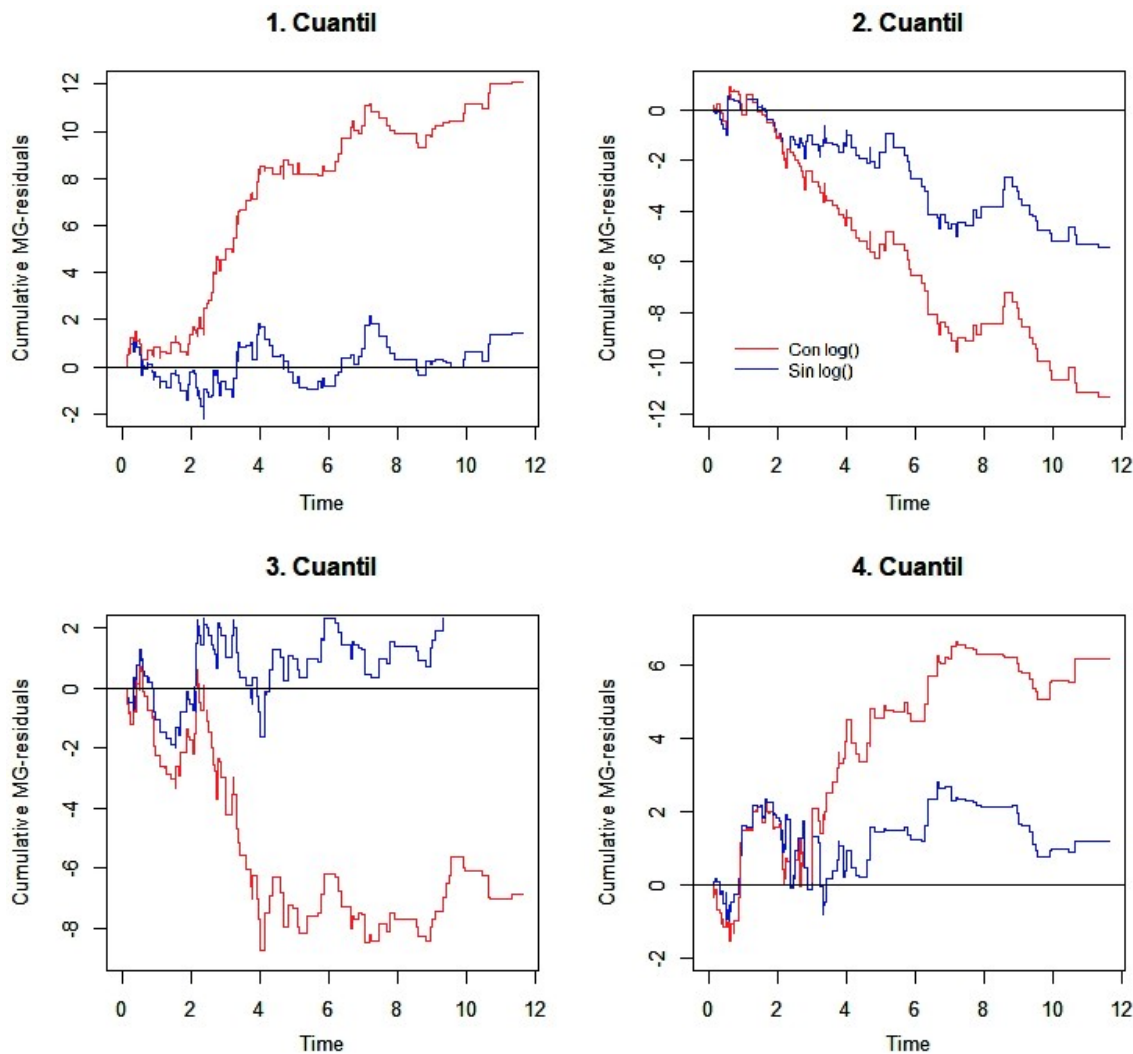 1. Cuantil
Cumulative MG-residuals
12
10
8
6
4
2
0
-2
0 2 4 6 8 10 12
Time
2. Cuantil
Cumulative MG-residuals
0
-2
-4
-6
-8
-10
-12
Con log()
Sin log()
0 2 4 6 8 10 12
Time
3. Cuantil
Cumulative MG-residuals
2
0
-2
-4
-6
-8
0 2 4 6 8 10 12
Time
4. Cuantil
Cumulative MG-residuals
6
4
2
0
-2
0 2 4 6 8 10 12
Time